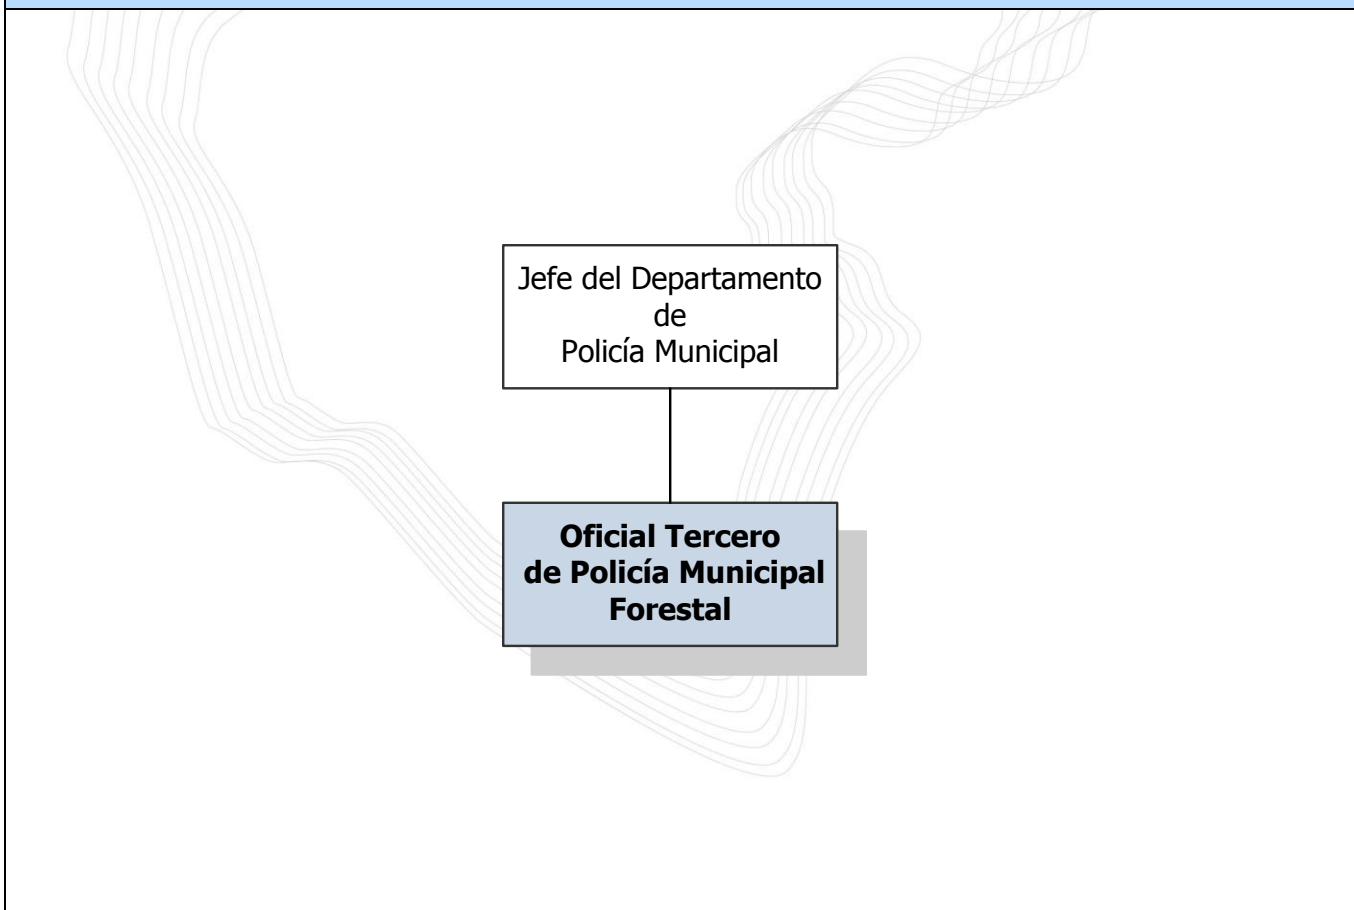 Jefe del Departamento
de
Policía Municipal
Oficial Tercero
de Policía Municipal
Forestal